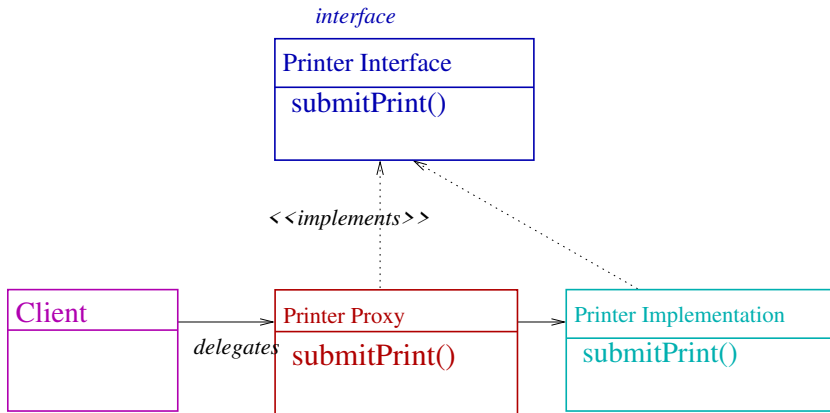 interface
Printer Interface
submitPrint()
<<implements>>
Client
Printer Proxy
Printer Implementation
delegates
submitPrint()
submitPrint()